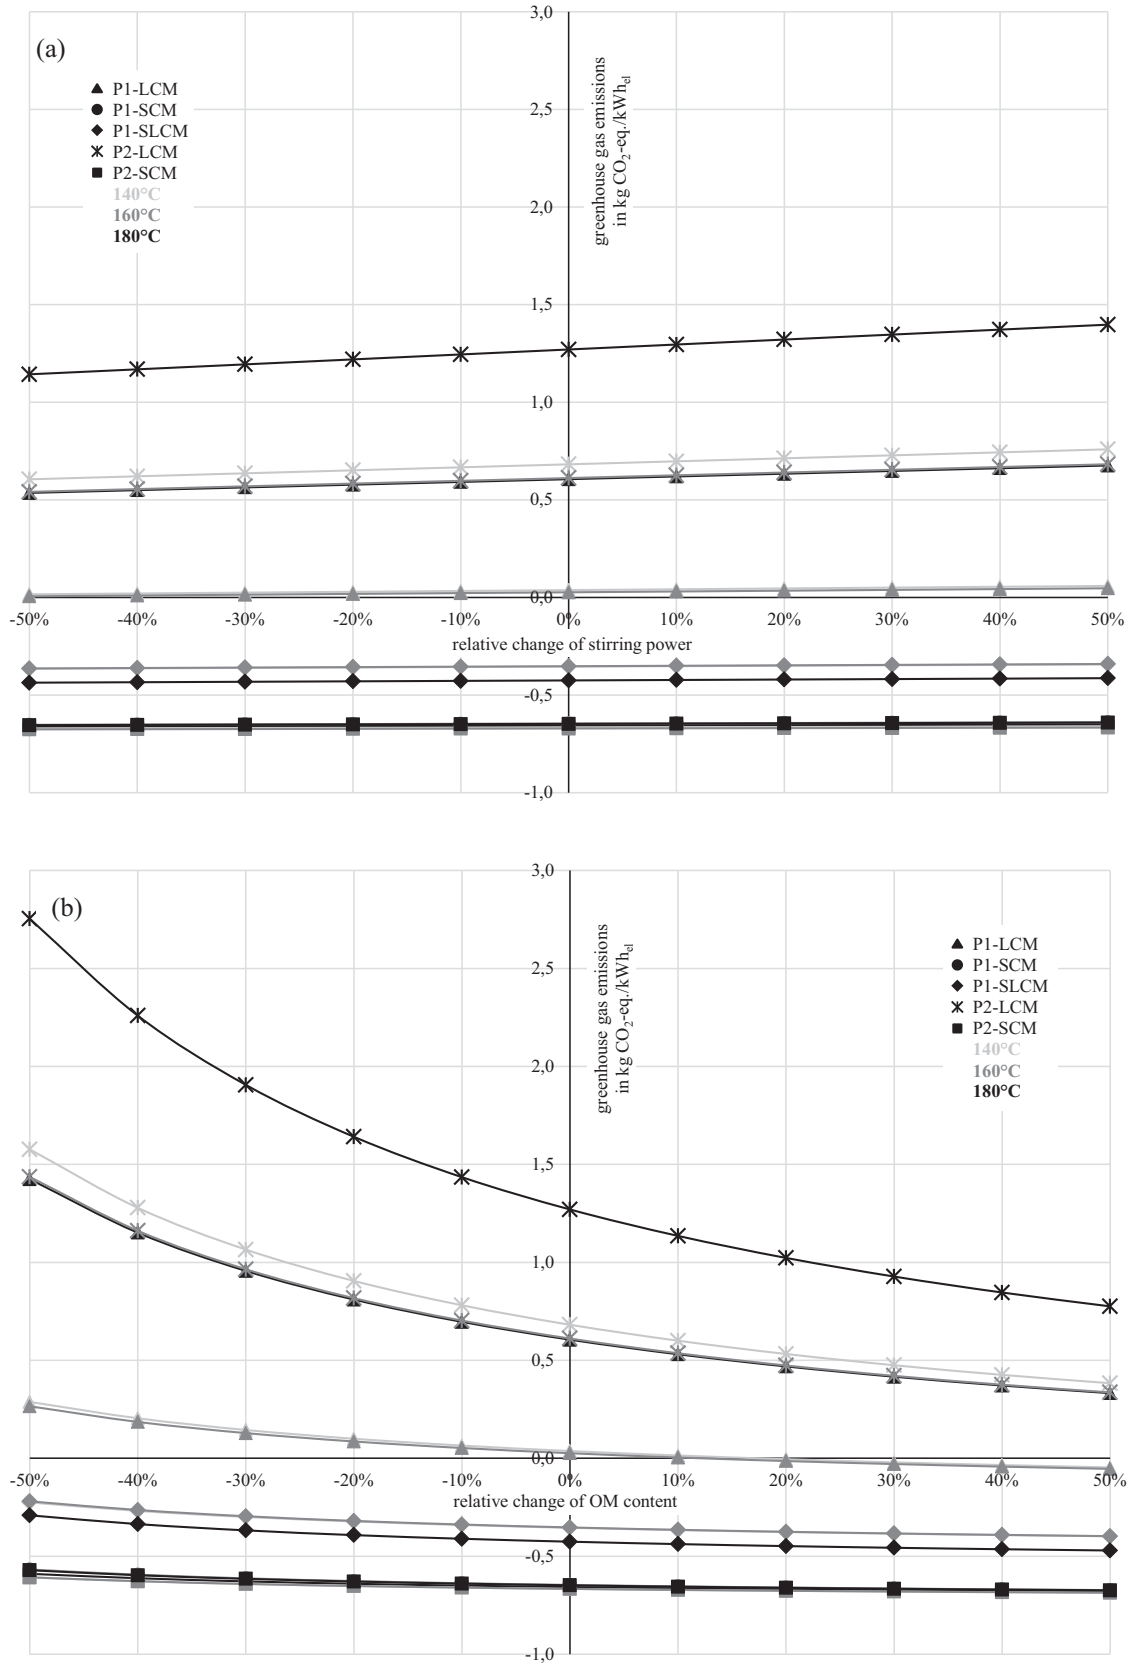 (a)
3,0
2,5
2,0
1,5
1,0
0,5
0,0
-0,5
-1,0
greenhouse gas emissions
in kg CO₂-eq./kWhₑₗ
P1-LCM
P1-SCM
P1-SLCM
P2-LCM
P2-SCM
140°C
160°C
180°C
-50% -40% -30% -20% -10% 0% 10% 20% 30% 40% 50%
relative change of stirring power
(b)
3,0
2,5
2,0
1,5
1,0
0,5
0,0
-0,5
-1,0
greenhouse gas emissions
in kg CO₂-eq./kWhₑₗ
P1-LCM
P1-SCM
P1-SLCM
P2-LCM
P2-SCM
140°C
160°C
180°C
-50% -40% -30% -20% -10% 0% 10% 20% 30% 40% 50%
relative change of OM content